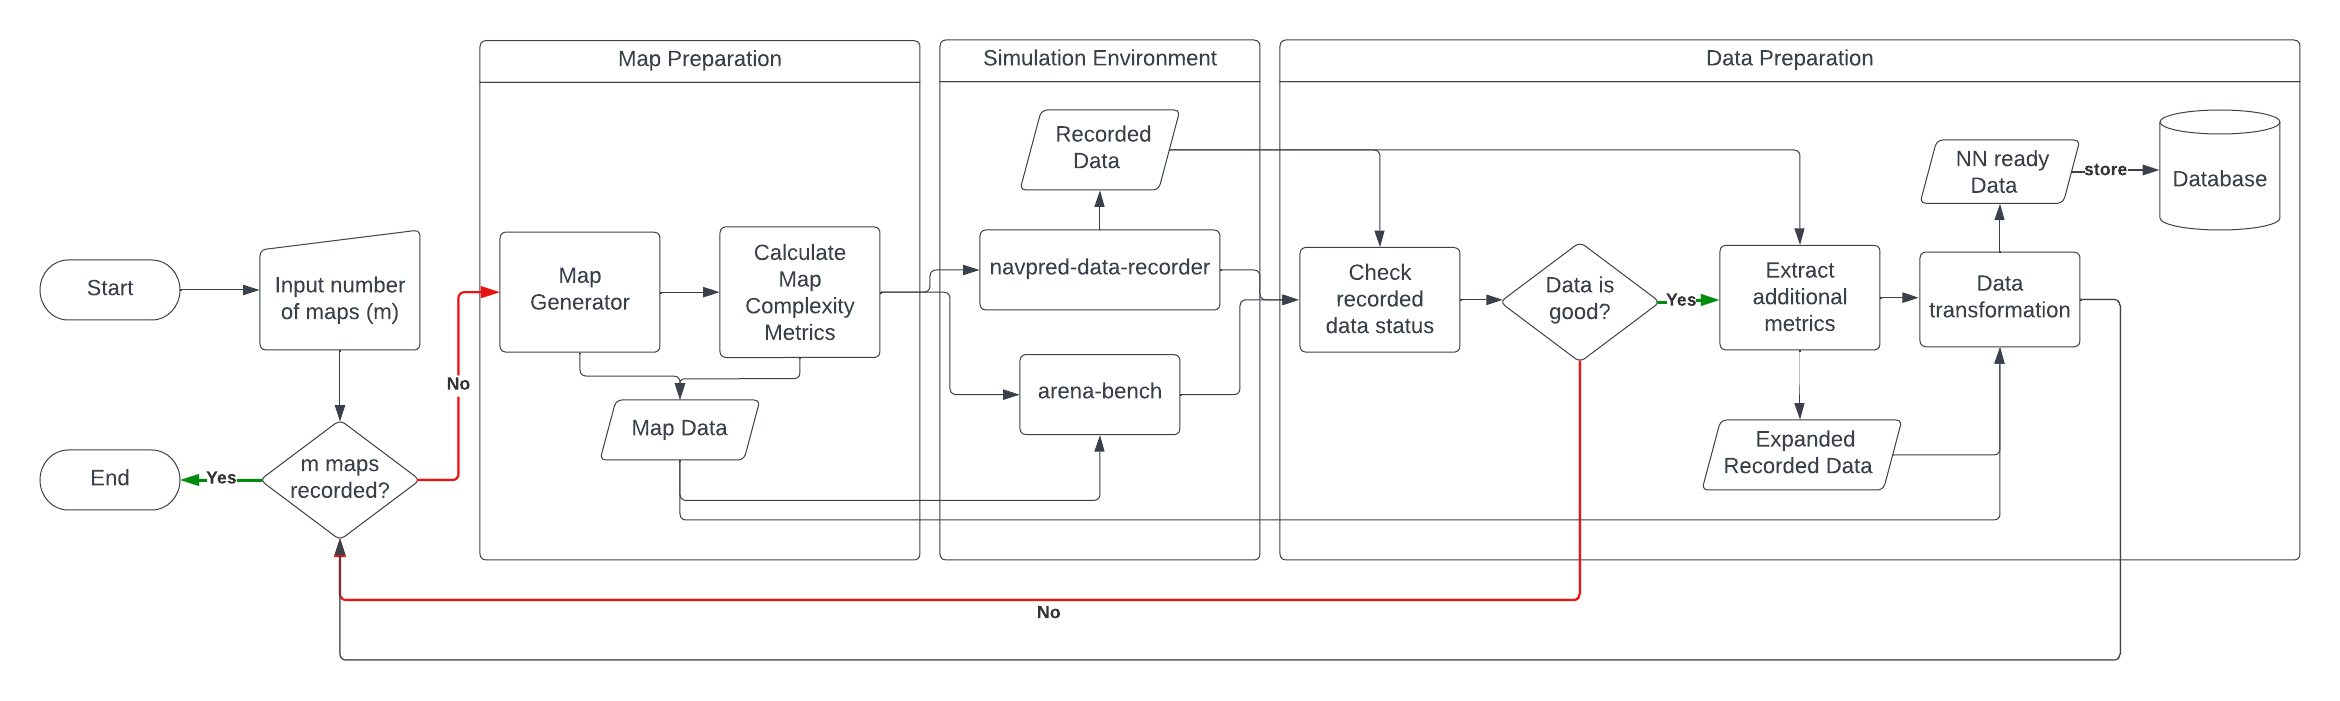 Map Preparation
Simulation Environment
Data Preparation
Start
Input number
of maps (m)
m maps
recorded?
Yes
End
No
Map
Generator
Calculate
Map
Complexity
Metrics
Map Data
Recorded
Data
navpred-data-recorder
arena-bench
Check
recorded
data status
Data is
good?
Yes
No
Extract
additional
metrics
Expanded
Recorded Data
Data
transformation
NN ready
Data
store
Database